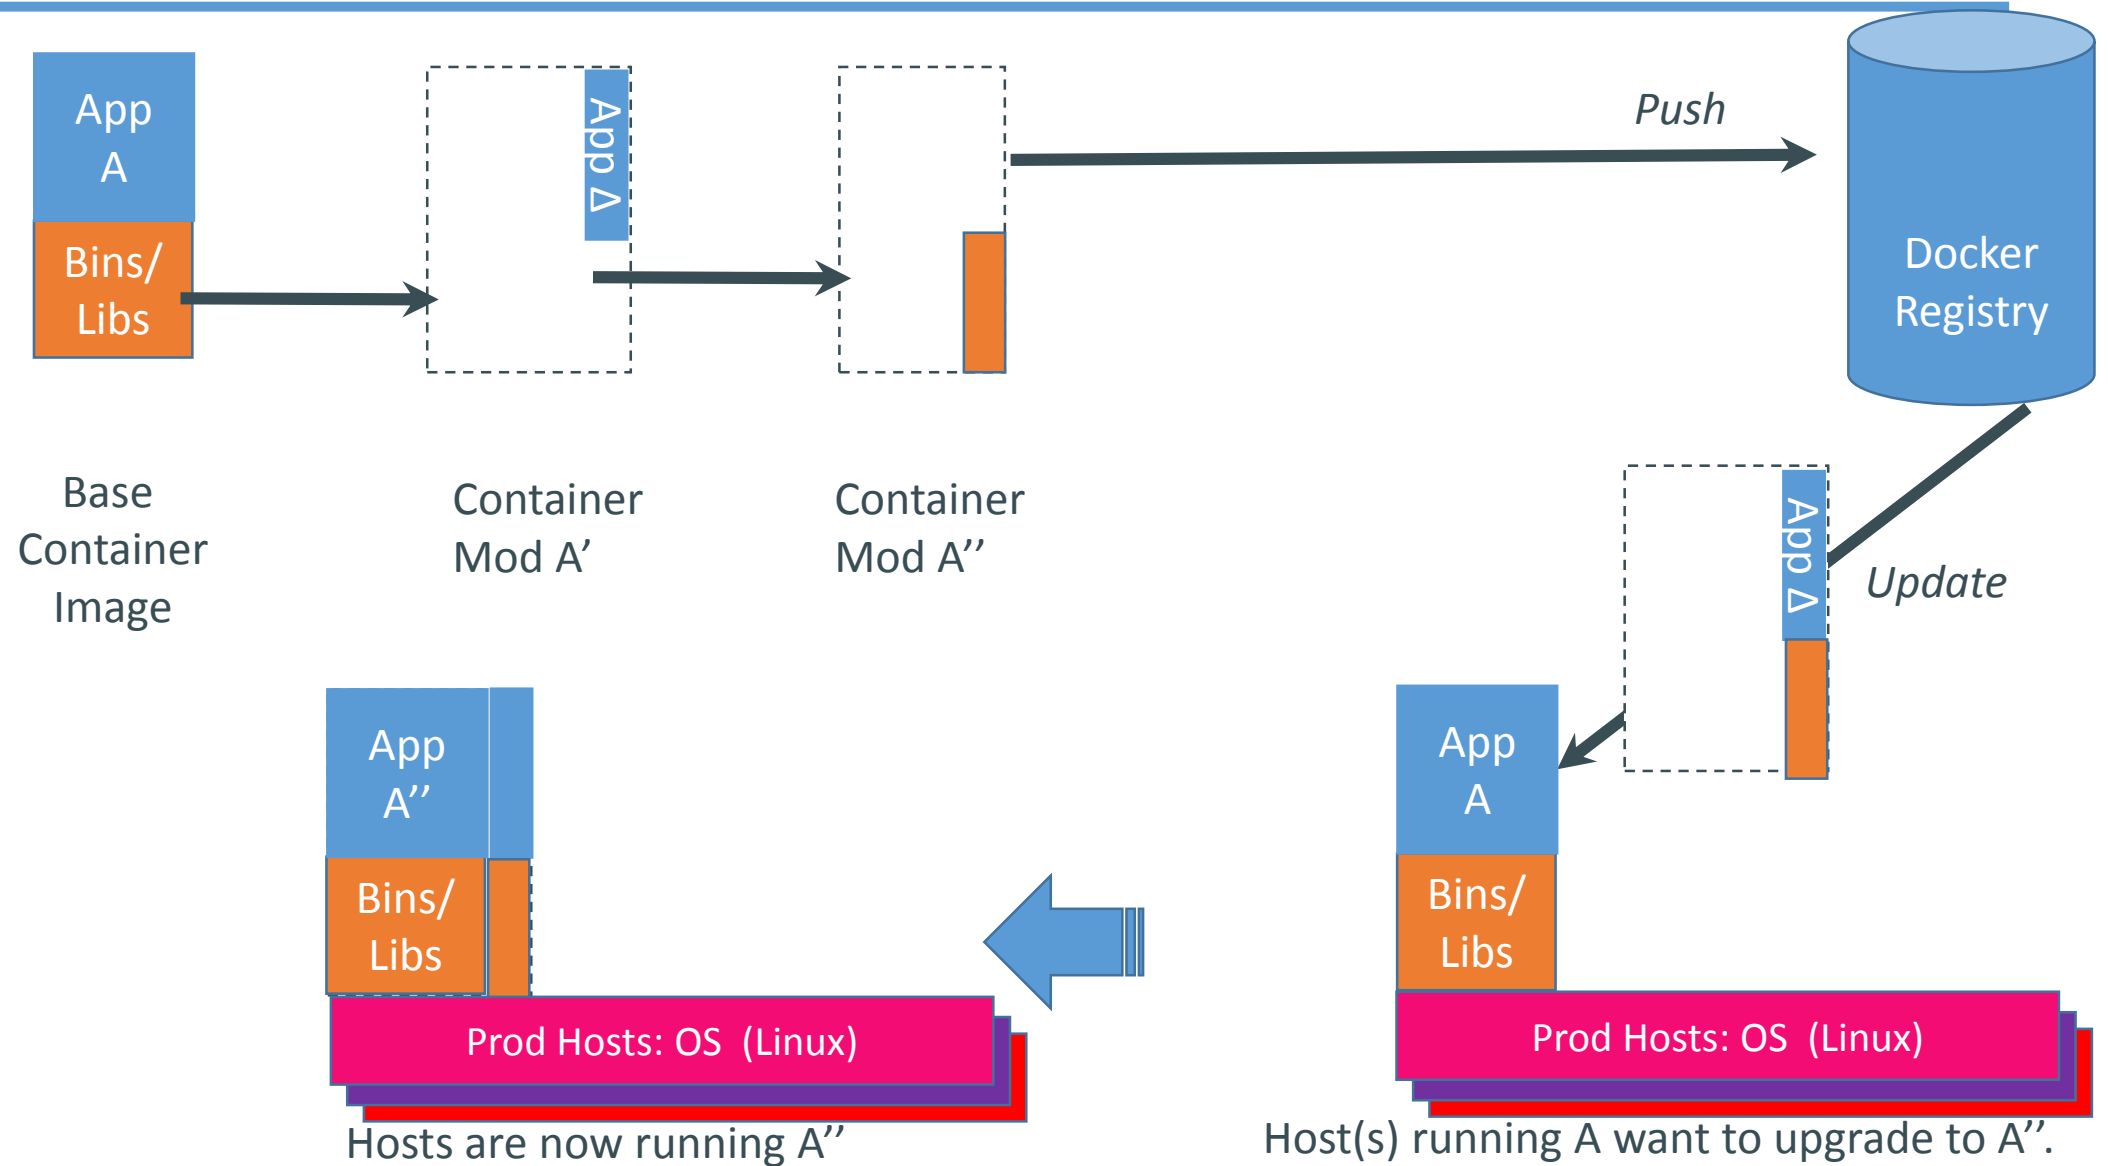 App
A
Bins/
Libs
App Δ
Push
Docker
Registry
Base
Container
Image
Container
Mod A'
Container
Mod A''
App Δ
Update
App
A''
Bins/
Libs
App
A
Bins/
Libs
Prod Hosts: OS (Linux)
Prod Hosts: OS (Linux)
Hosts are now running A''
Host(s) running A want to upgrade to A''.